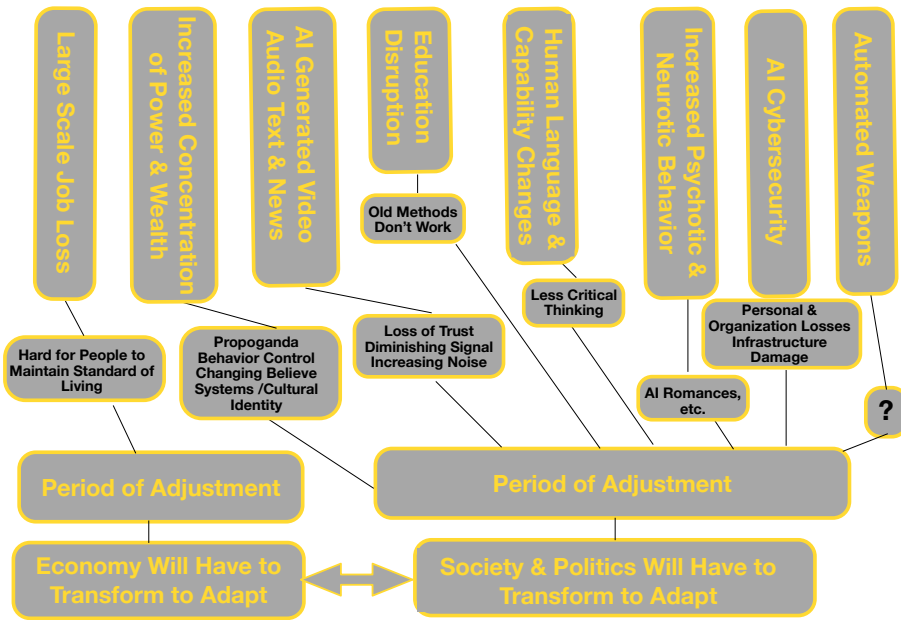 Large Scale Job Loss
Increased Concentration
of Power & Wealth
AI Generated Video
Audio Text & News
Education
Disruption
Human Language &
Capability Changes
Increased Psychotic &
Neurotic Behavior
AI Cybersecurity
Automated Weapons
Old Methods
Don't Work
Less Critical
Thinking
Personal &
Organization Losses
Infrastructure
Damage
Hard for People to
Maintain Standard of
Living
Propoganda
Behavior Control
Changing Believe
Systems /Cultural
Identity
Loss of Trust
Diminishing Signal
Increasing Noise
AI Romances,
etc.
?
Period of Adjustment
Period of Adjustment
Economy Will Have to
Transform to Adapt
Society & Politics Will Have to
Transform to Adapt